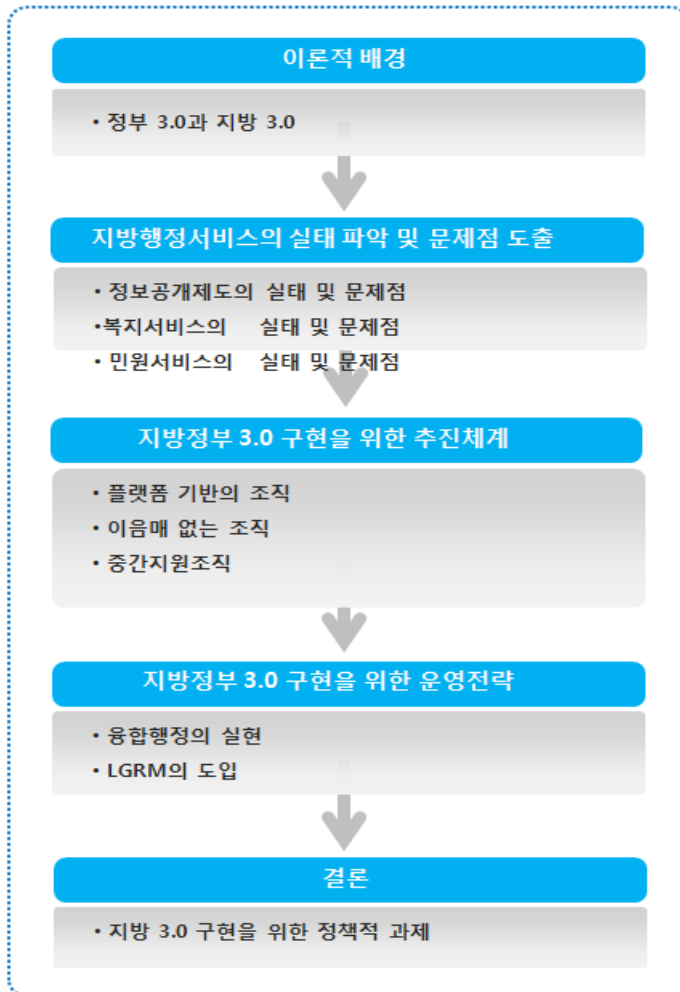 이론적 배경
• 정부 3.0과 지방 3.0
지방행정서비스의 실태 파악 및 문제점 도출
• 정보공개제도의 실태 및 문제점
•복지서비스의 실태 및 문제점
• 민원서비스의 실태 및 문제점
지방정부 3.0 구현을 위한 추진체계
• 플랫폼 기반의 조직
• 이음매 없는 조직
• 중간지원조직
지방정부 3.0 구현을 위한 운영전략
• 융합행정의 실현
• LGRM의 도입
결론
• 지방 3.0 구현을 위한 정책적 과제